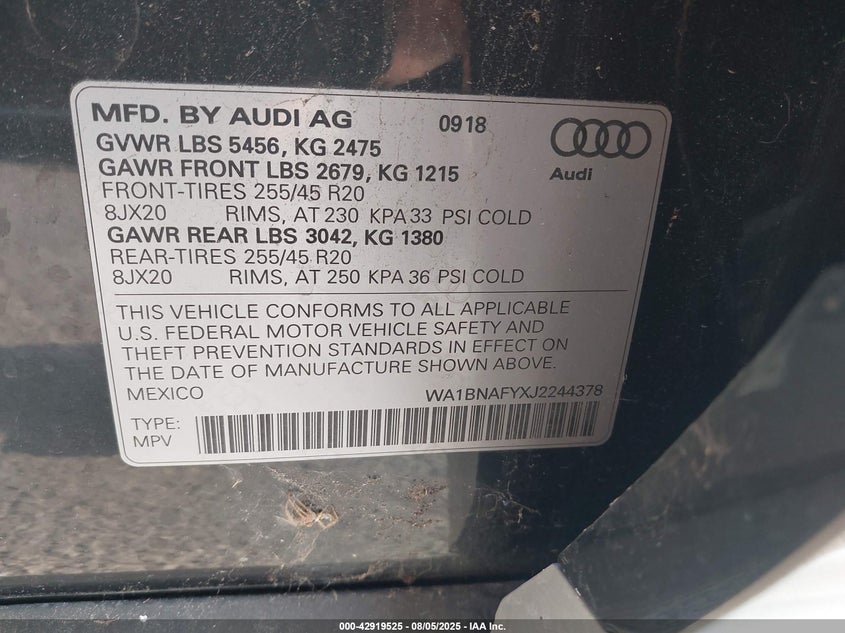 MFD. BY AUDI AG 0918
GVWR LBS 5456, KG 2475
GAWR FRONT LBS 2679, KG 1215
Audi
FRONT-TIRES 255/45 R20
8JX20 RIMS, AT 230 KPA 33 PSI COLD
GAWR REAR LBS 3042, KG 1380
REAR-TIRES 255/45 R20
8JX20 RIMS, AT 250 KPA 36 PSI COLD
THIS VEHICLE CONFORMS TO ALL APPLICABLE
U.S. FEDERAL MOTOR VEHICLE SAFETY AND
THEFT PREVENTION STANDARDS IN EFFECT ON
THE DATE OF MANUFACTURE SHOWN ABOVE.
MEXICO WA1BNAFYXJ2244378
TYPE:
MPV
000-42919525 - 08/05/2025 - IAA Inc.